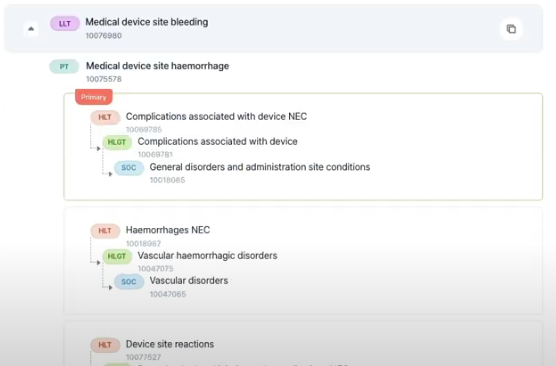 LLT Medical device site bleeding
10076980
PT Medical device site haemorrhage
10075578
Primary
HLT Complications associated with device NEC
10069785
HLGT Complications associated with device
10069781
SOC General disorders and administration site conditions
10018065
HLT Haemorrhages NEC
10018987
HLGT Vascular haemorrhagic disorders
10047075
SOC Vascular disorders
10047065
HLT Device site reactions
10077527